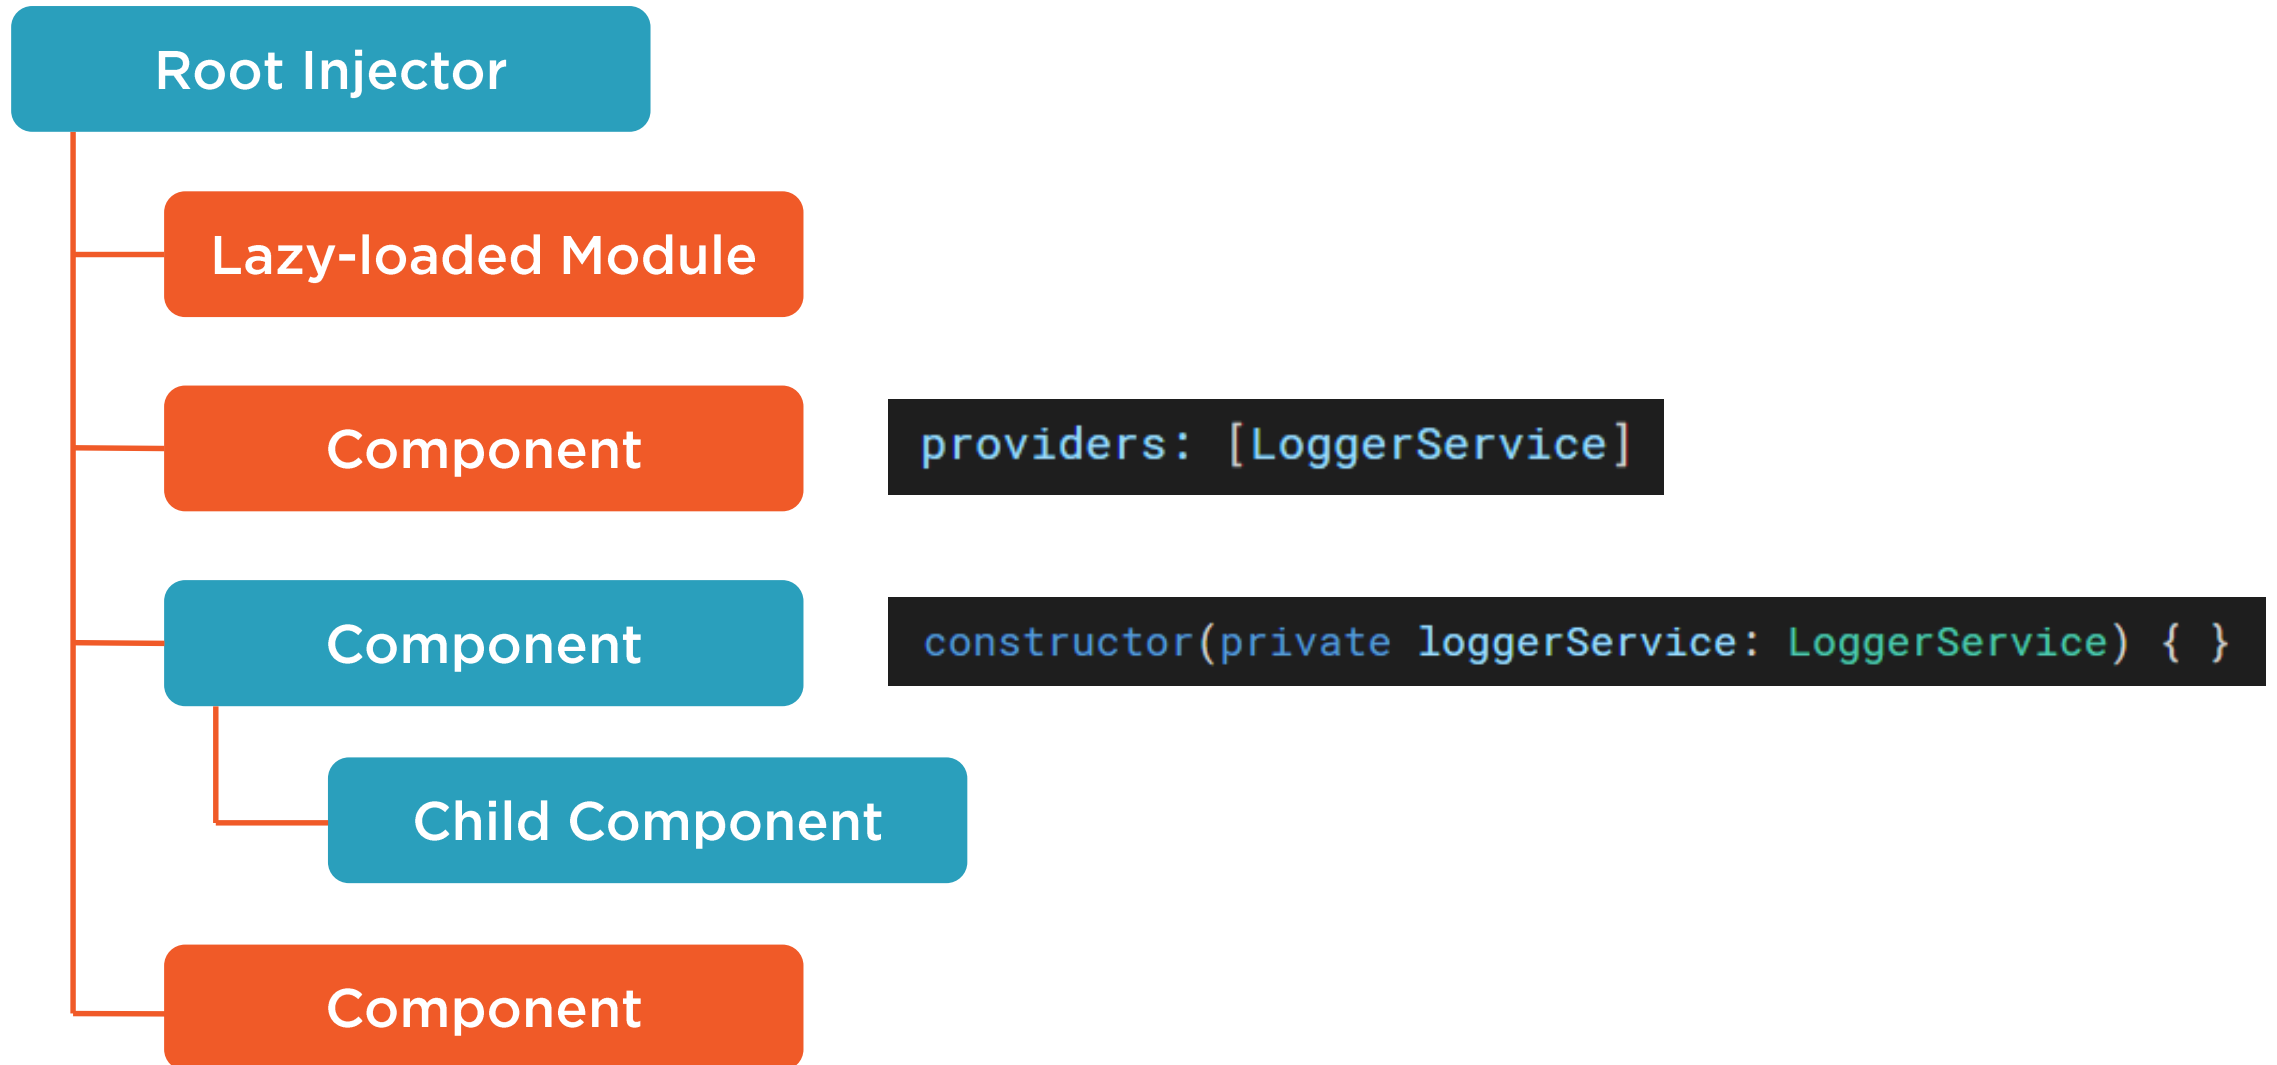 Root Injector
Lazy-loaded Module
Component
providers: [LoggerService]
Component
constructor(private loggerService: LoggerService) { }
Child Component
Component